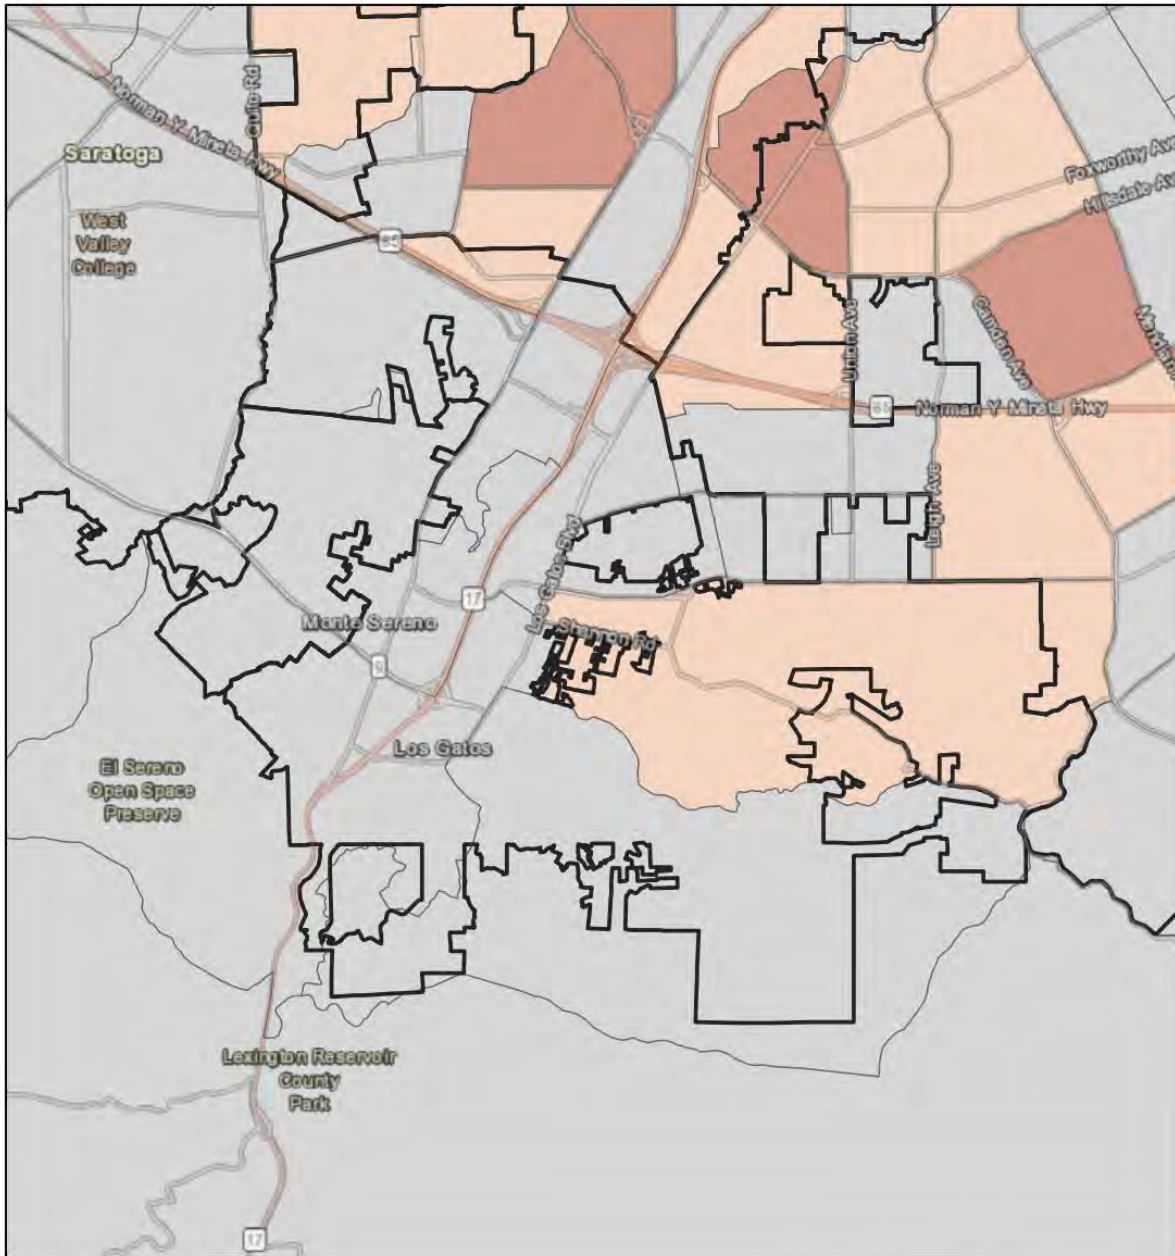 Quito Rd
Norman Y Mineta Hwy
Saratoga
West
Valley
College
85
Foxworthy Ave
Hillsdale Ave
Union Ave
Camden Ave
85
Norman Y Mineta Hwy
Leigh Ave
Los Gatos Blvd
17
Monte Sereno
Shannon Rd
9
Los Gatos
El Sereno
Open Space
Preserve
Lexington Reservoir
County
Park
17